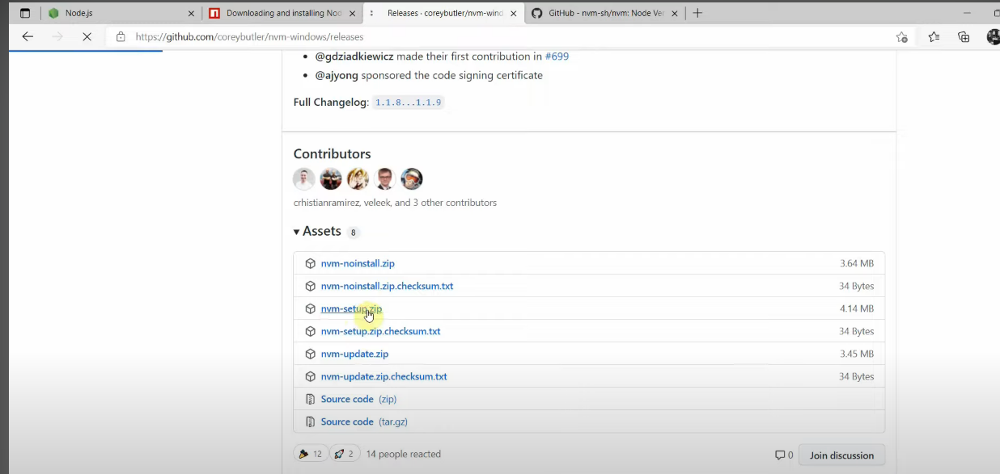 Node.js
Downloading and installing Nod
Releases · coreybutler/nvm-wind
GitHub - nvm-sh/nvm: Node Ver
https://github.com/coreybutler/nvm-windows/releases
@gdziadkiewicz made their first contribution in #699
@ajyong sponsored the code signing certificate
Full Changelog: 1.1.8...1.1.9
Contributors
crhistianramirez, veleek, and 3 other contributors
Assets 8
nvm-noinstall.zip 3.64 MB
nvm-noinstall.zip.checksum.txt 34 Bytes
nvm-setup.zip 4.14 MB
nvm-setup.zip.checksum.txt 34 Bytes
nvm-update.zip 3.45 MB
nvm-update.zip.checksum.txt 34 Bytes
Source code (zip)
Source code (tar.gz)
12 2 14 people reacted 0 Join discussion